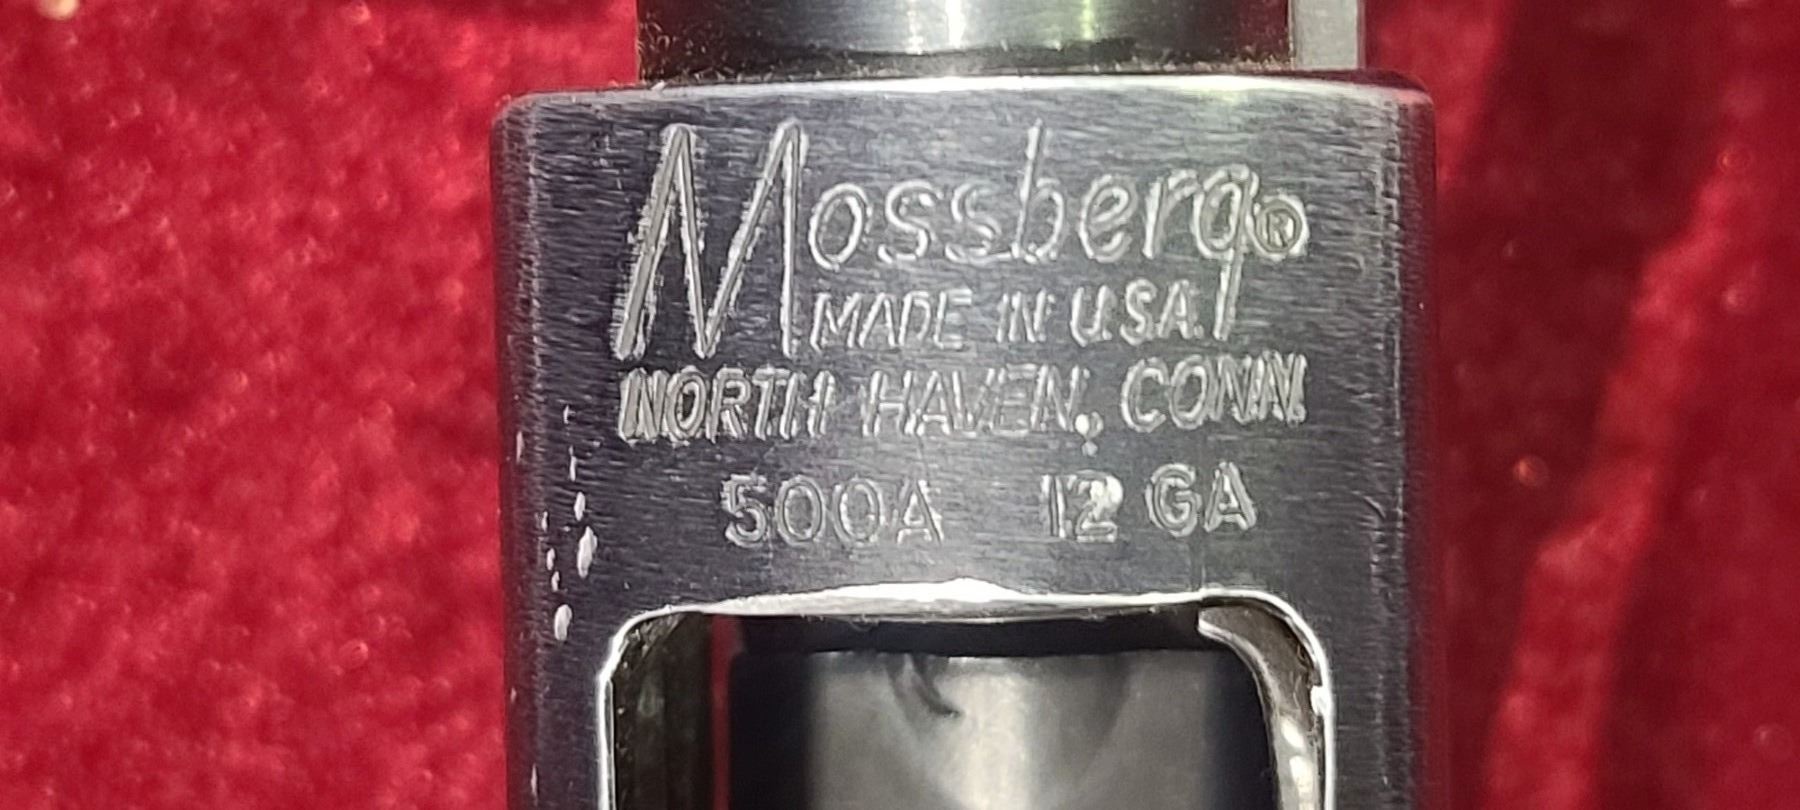 Mossberg®
MADE IN U.S.A.
NORTH HAVEN, CONN.
500A 12 GA